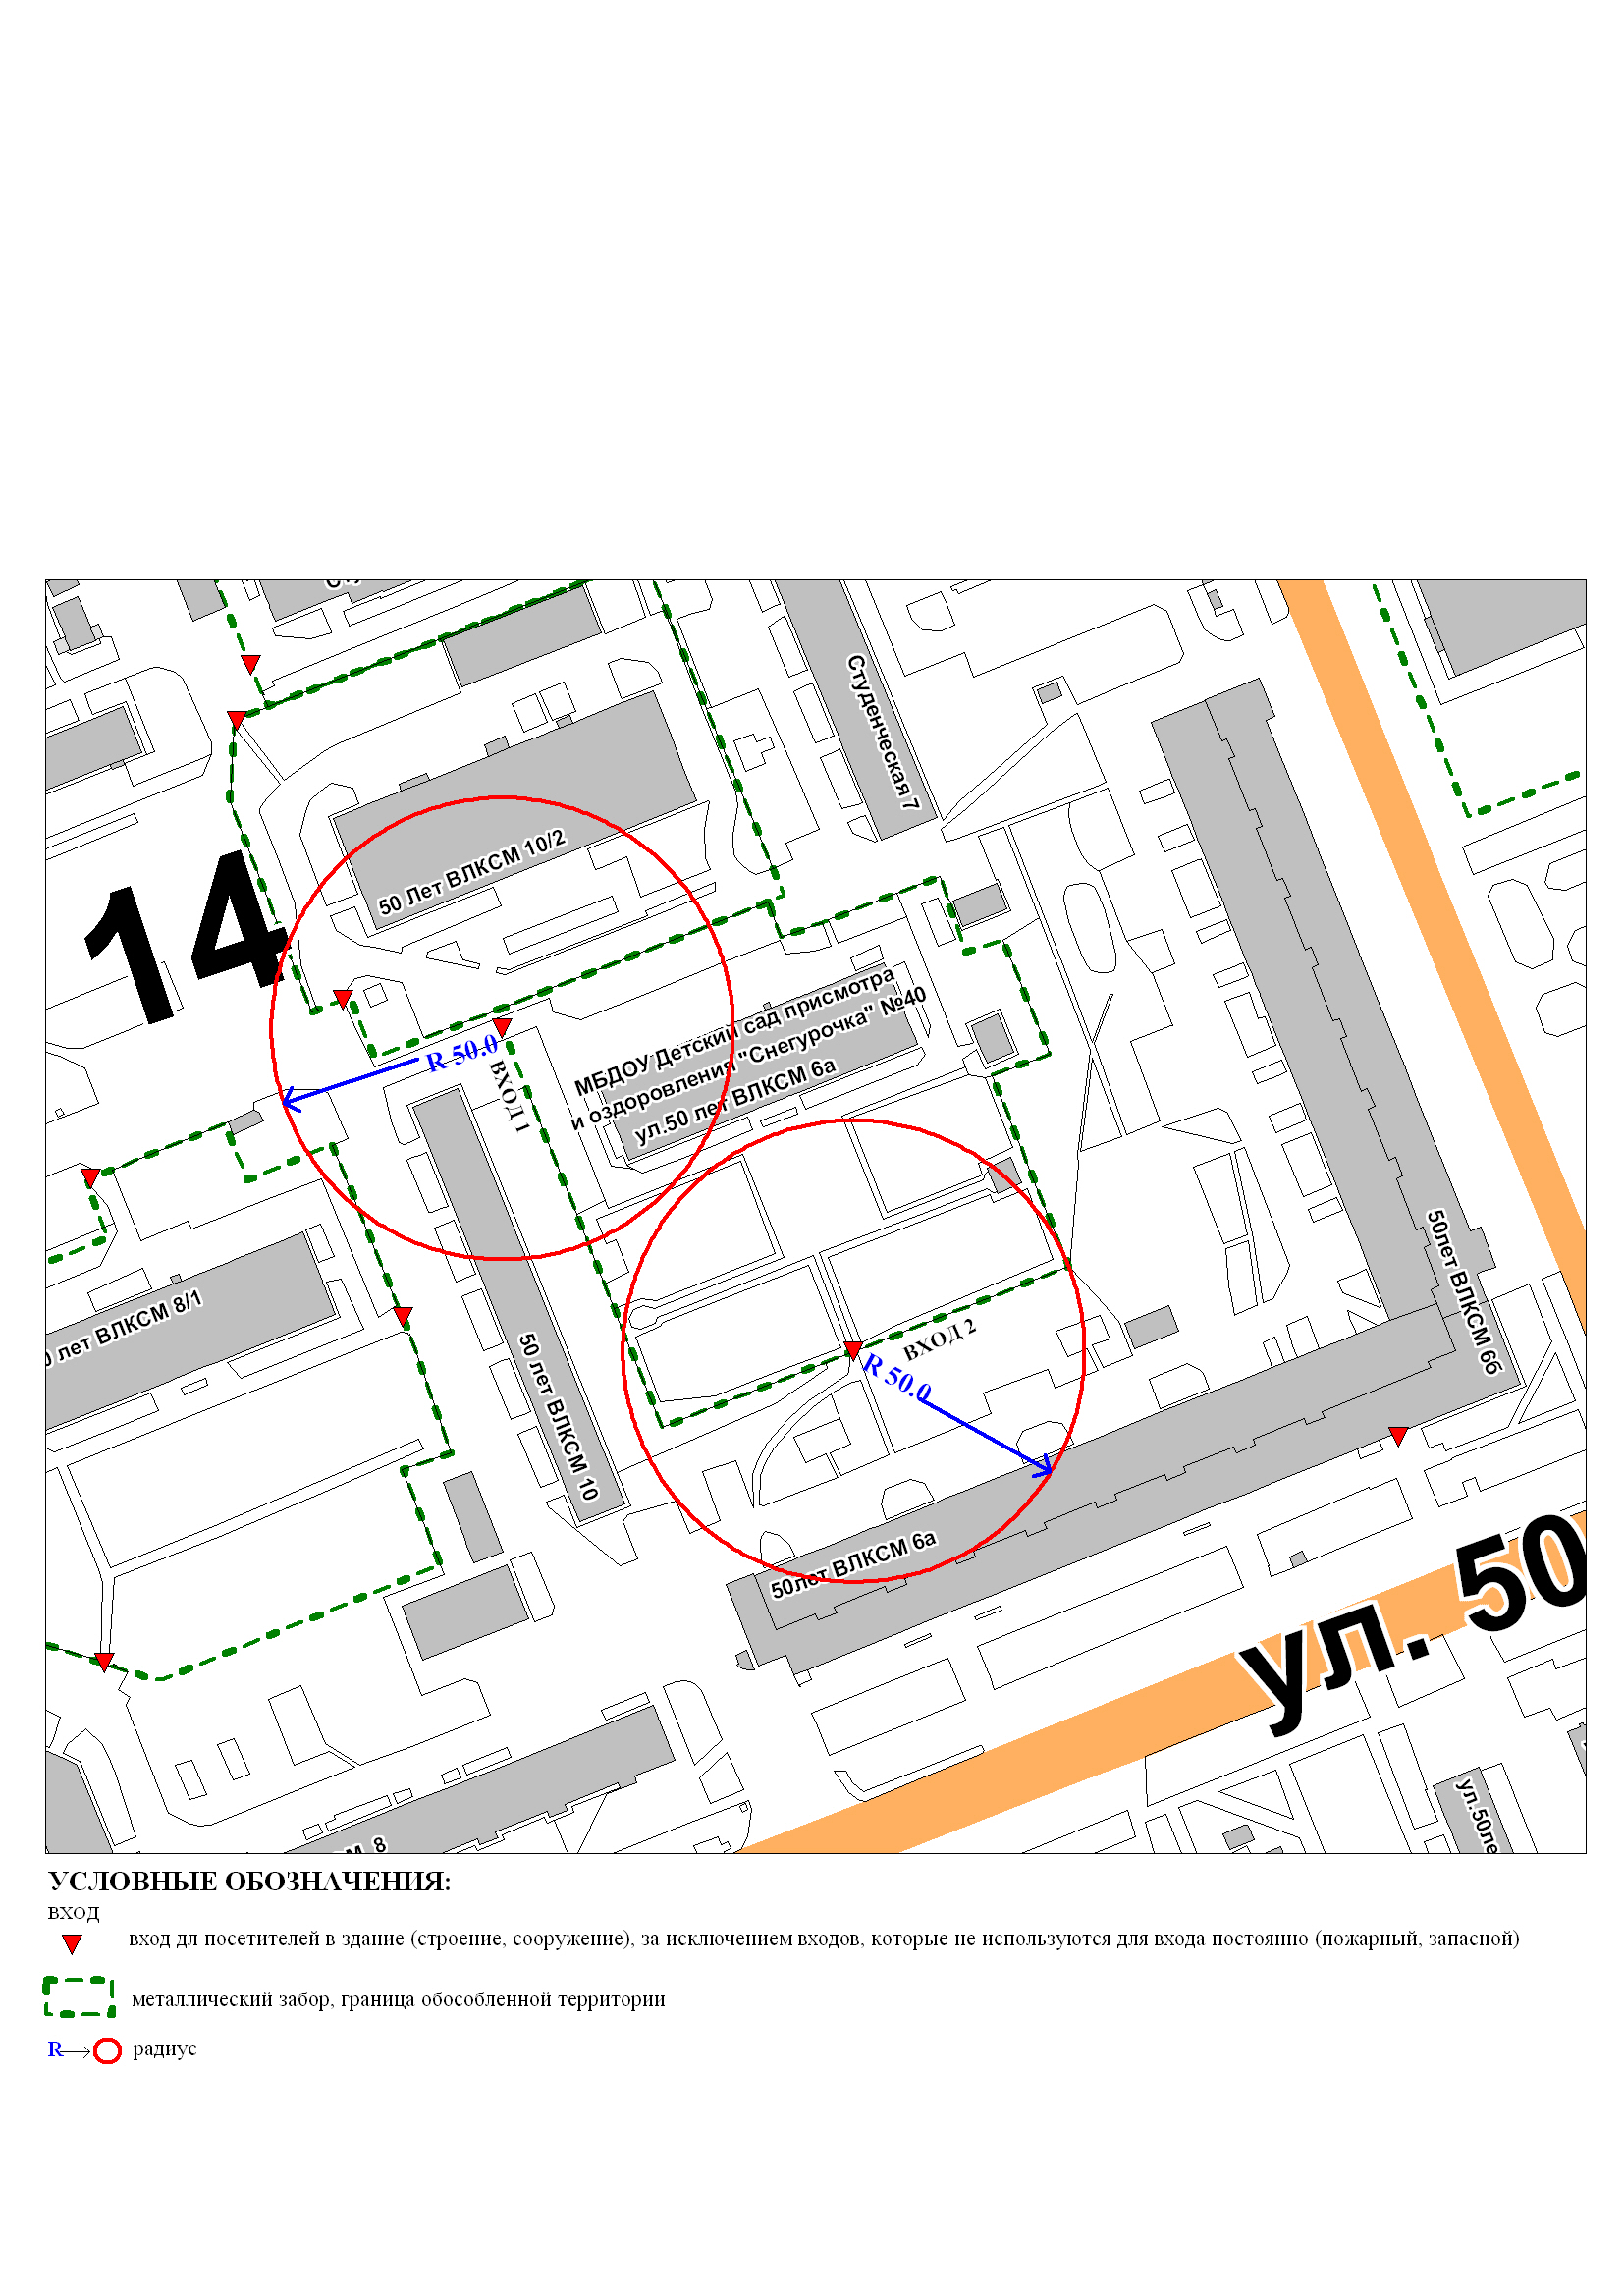 Студенческая 7
50 Лет ВЛКСМ 10/2
14
МБДОУ Детский сад присмотра
и оздоровления "Снегурочка" №40
ул.50 лет ВЛКСМ 6а
R 50.0
ВХОД 1
50лет ВЛКСМ 6б
лет ВЛКСМ 8/1
50 лет ВЛКСМ 10
ВХОД 2
R 50.0
50лет ВЛКСМ 6а
ул. 50
8
УСЛОВНЫЕ ОБОЗНАЧЕНИЯ:
ВХОД
вход дл посетителей в здание (строение, сооружение), за исключением входов, которые не используются для входа постоянно (пожарный, запасной)
металлический забор, граница обособленной территории
R
радиус